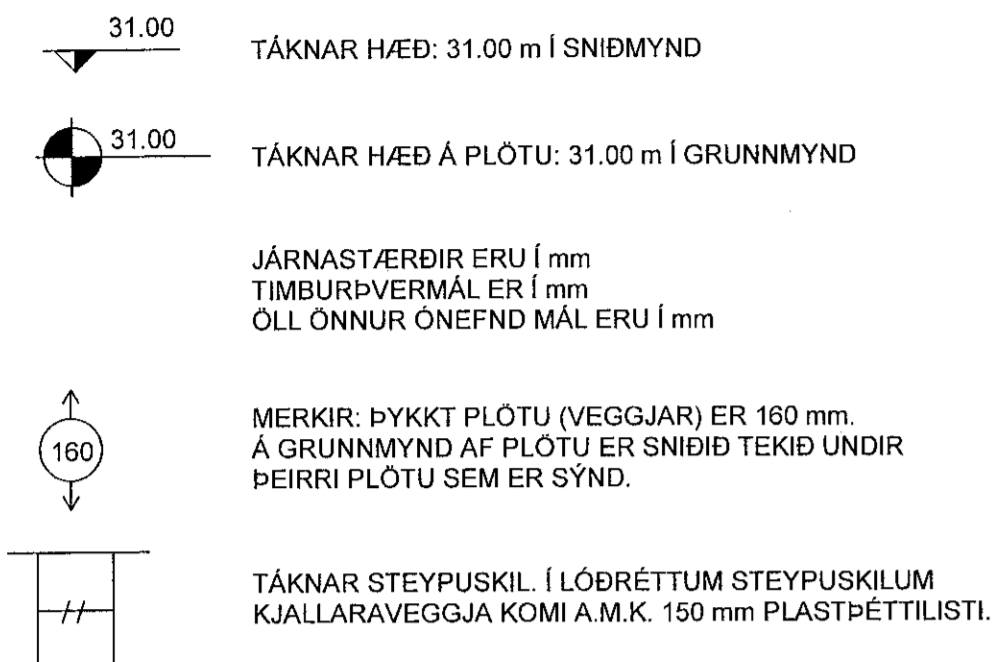 31.00
TÁKNAR HÆÐ: 31.00 m Í SNIÐMYND
31.00
TÁKNAR HÆÐ Á PLÖTU: 31.00 m Í GRUNNMYND
JÁRNASTÆRÐIR ERU Í mm
TIMBURÞVERMÁL ER Í mm
ÖLL ÖNNUR ÓNEFND MÁL ERU Í mm
160
MERKIR: ÞYKKT PLÖTU (VEGGJAR) ER 160 mm.
Á GRUNNMYND AF PLÖTU ER SNIÐIÐ TEKIÐ UNDIR
ÞEIRRI PLÖTU SEM ER SÝND.
TÁKNAR STEYPUSKIL. Í LÓÐRÉTTUM STEYPUSKILUM
KJALLARAVEGGJA KOMI A.M.K. 150 mm PLASTÞÉTTILISTI.